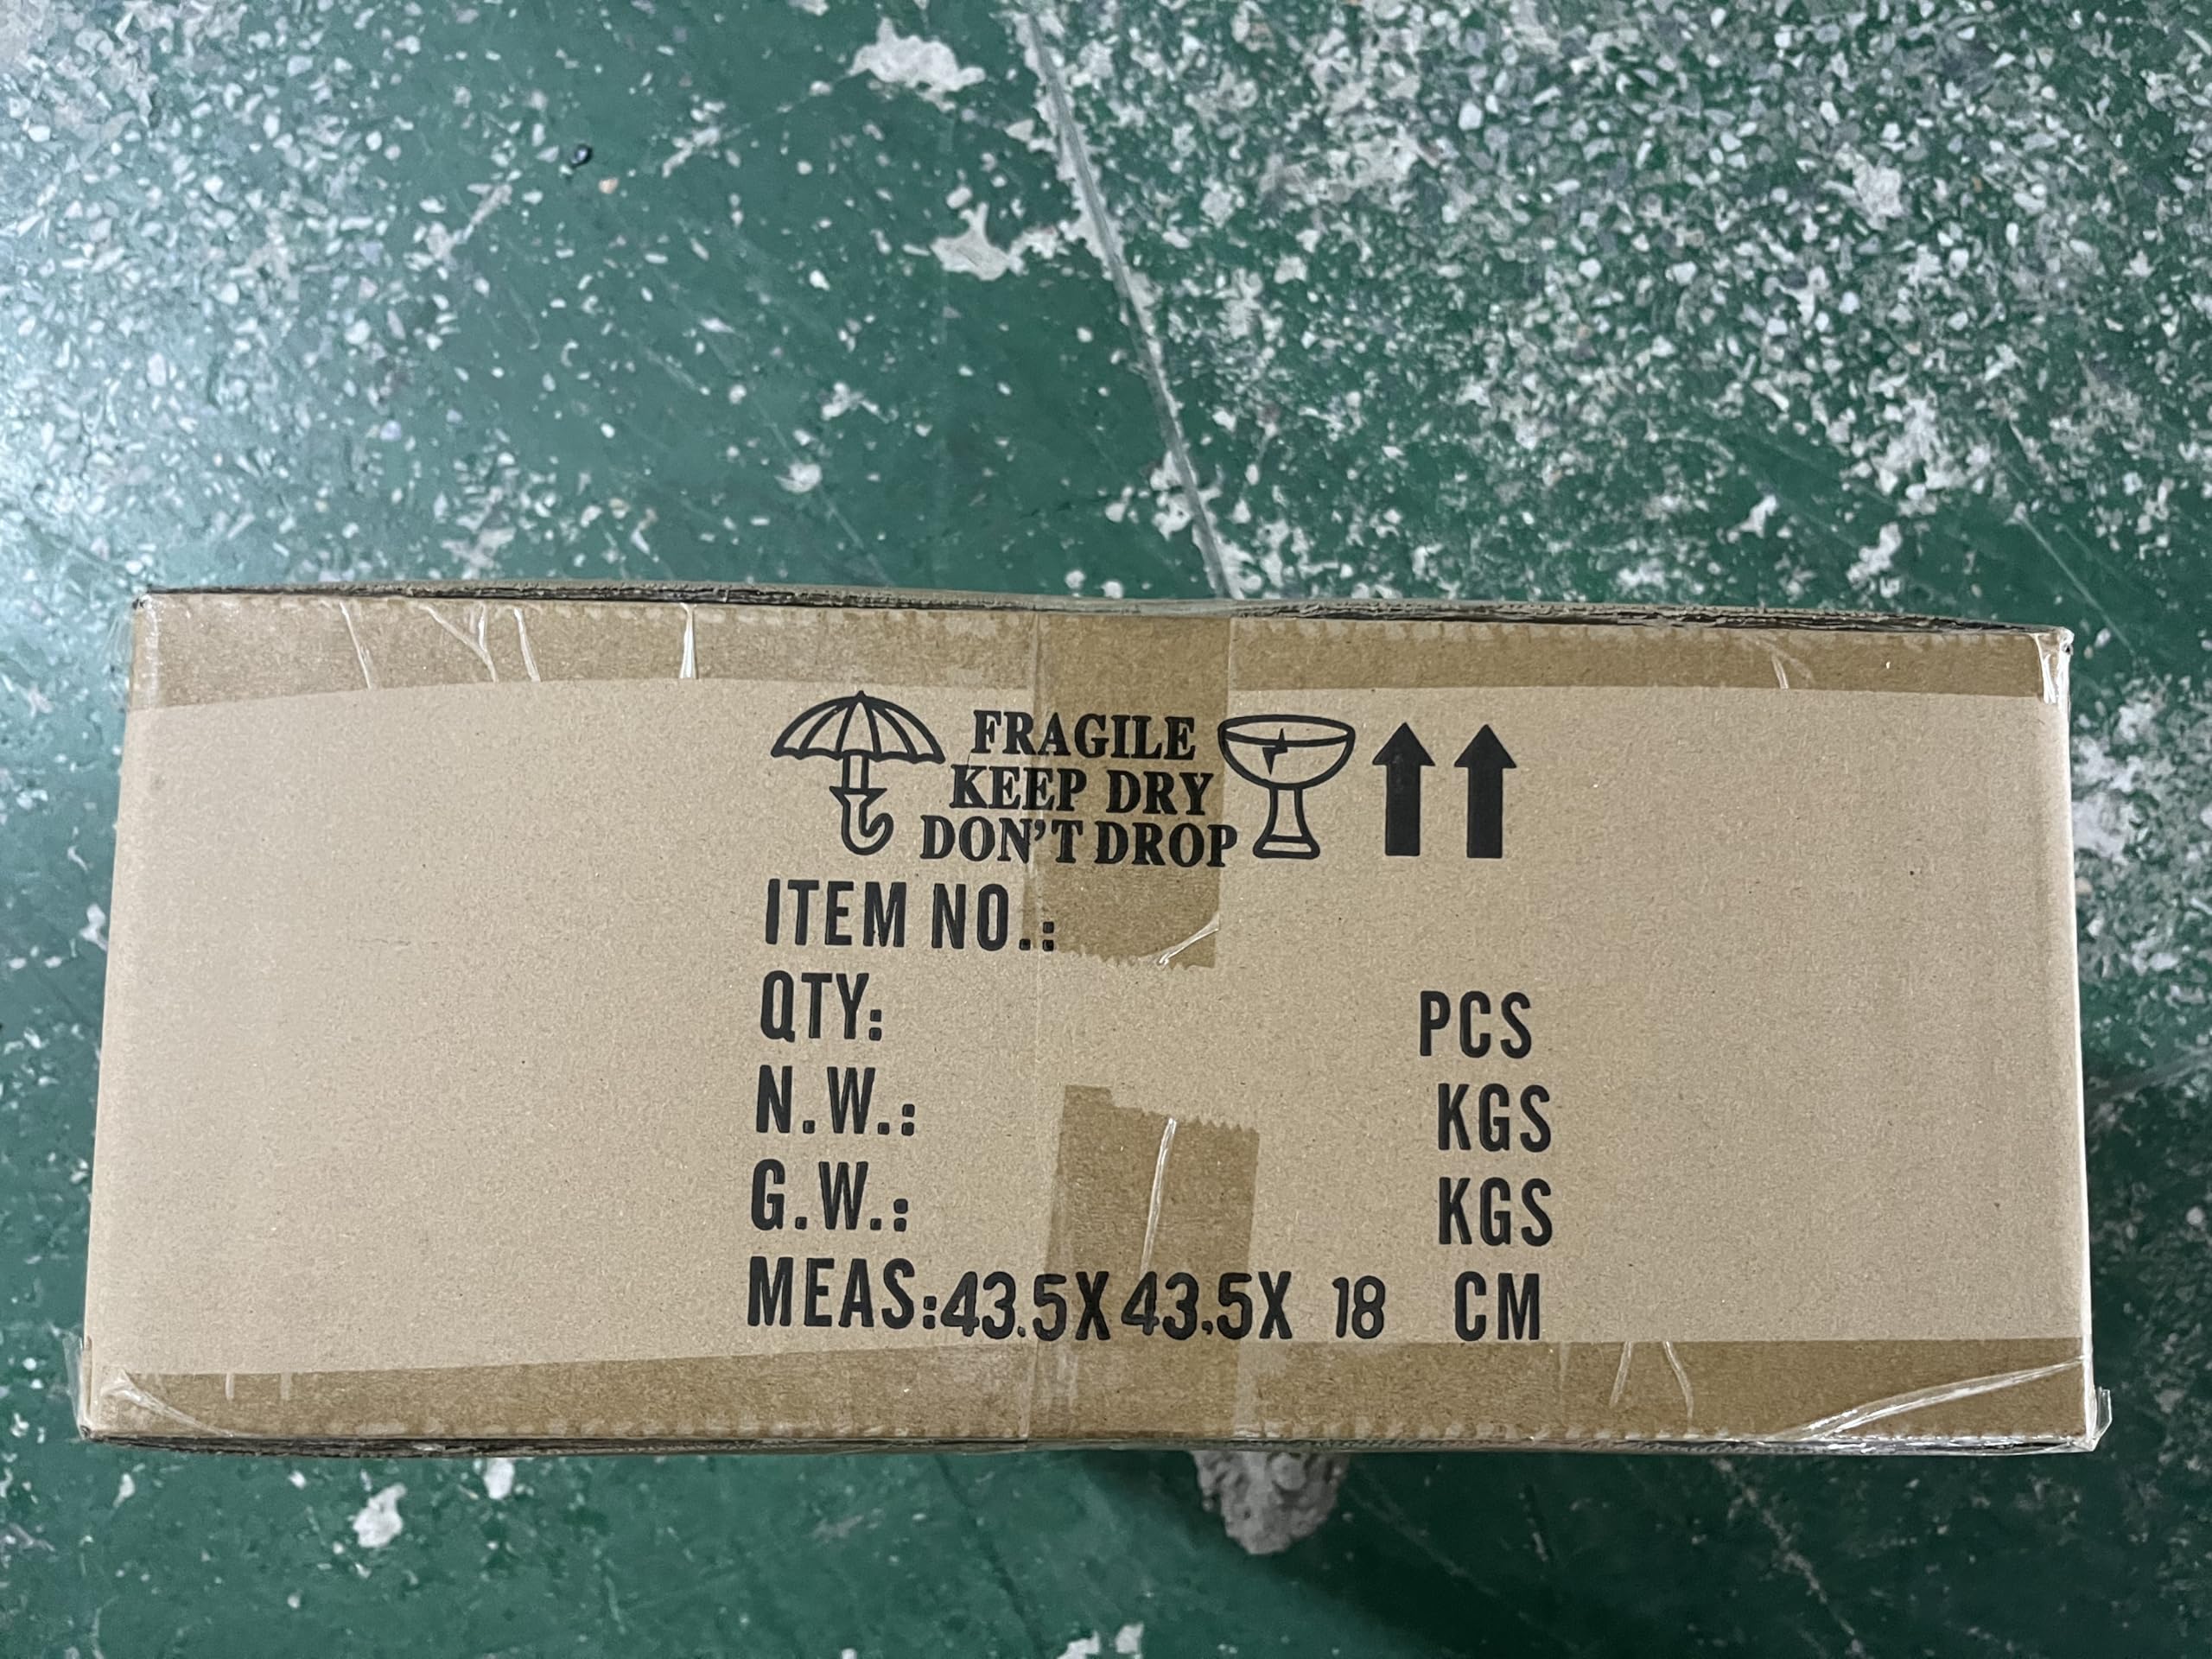 FRAGILE
KEEP DRY
DON'T DROP
ITEM NO.:
QTY: PCS
N.W.: KGS
G.W.: KGS
MEAS:43.5X43.5X 18 CM